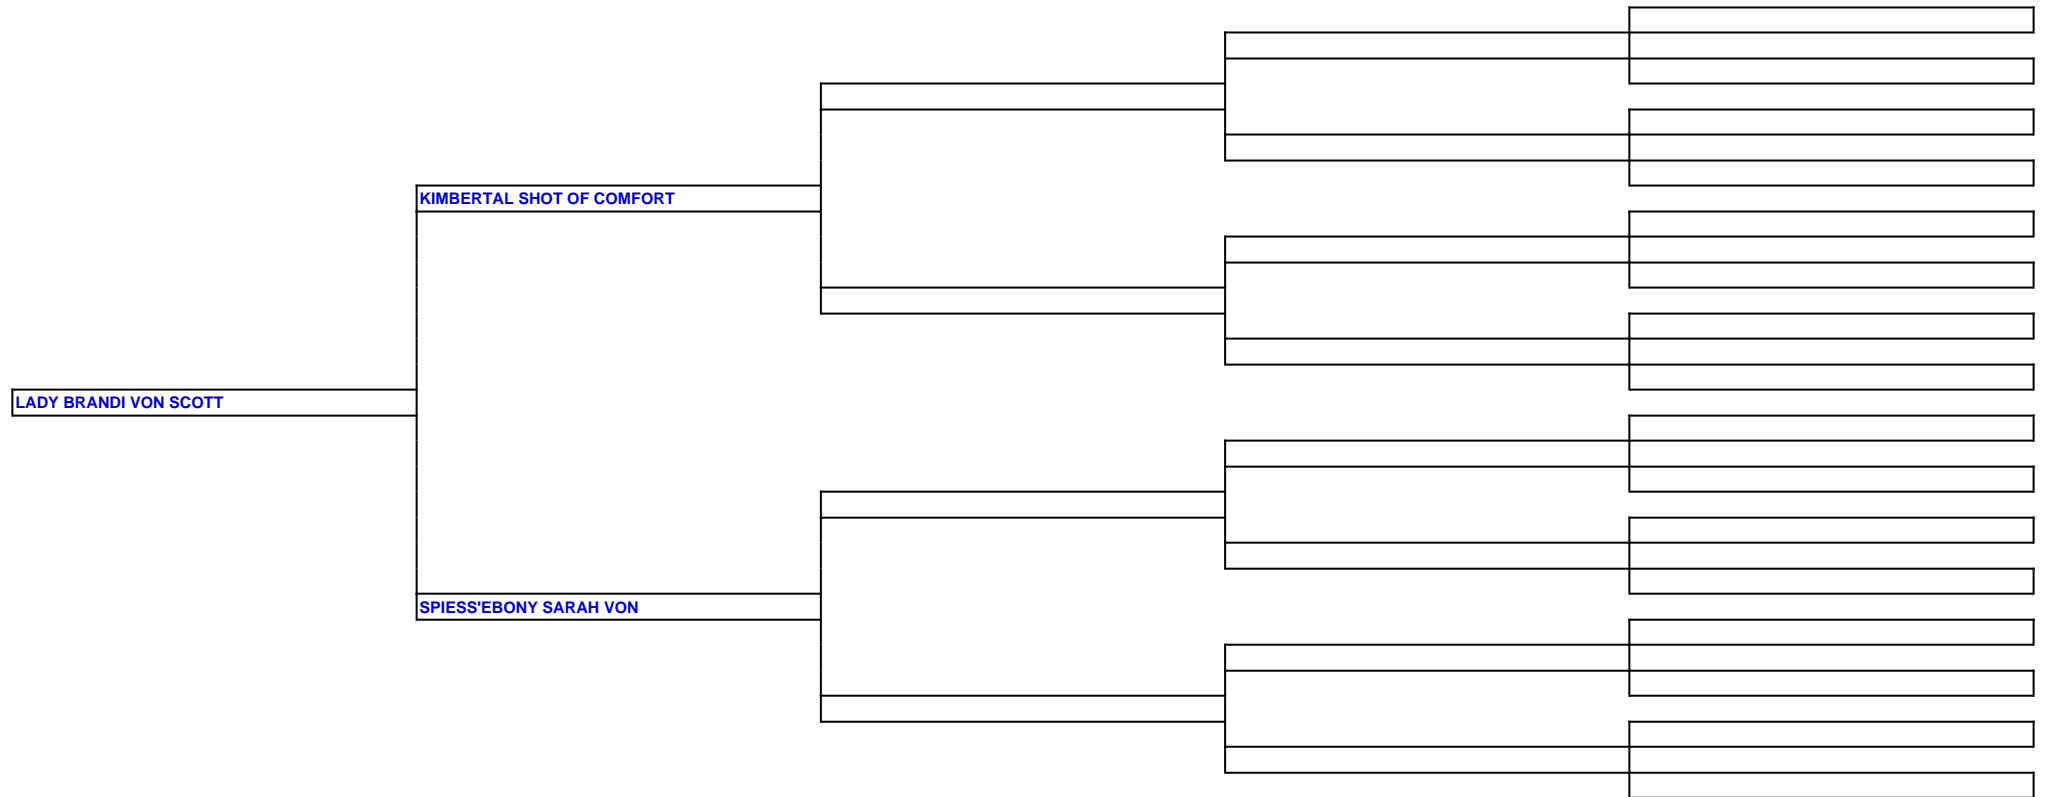 KIMBERTAL SHOT OF COMFORT
LADY BRANDI VON SCOTT
SPIESS'EBONY SARAH VON